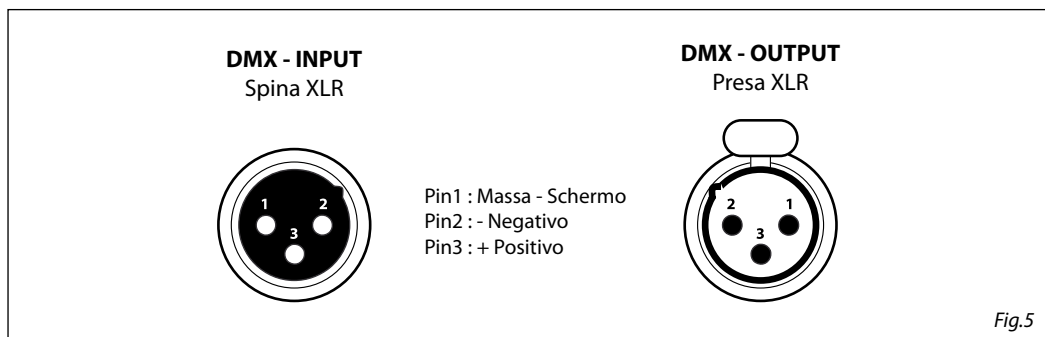 DMX - INPUT
Spina XLR
1
2
3
Pin1 : Massa - Schermo
Pin2 : - Negativo
Pin3 : + Positivo
DMX - OUTPUT
Presa XLR
2
1
3
Fig.5